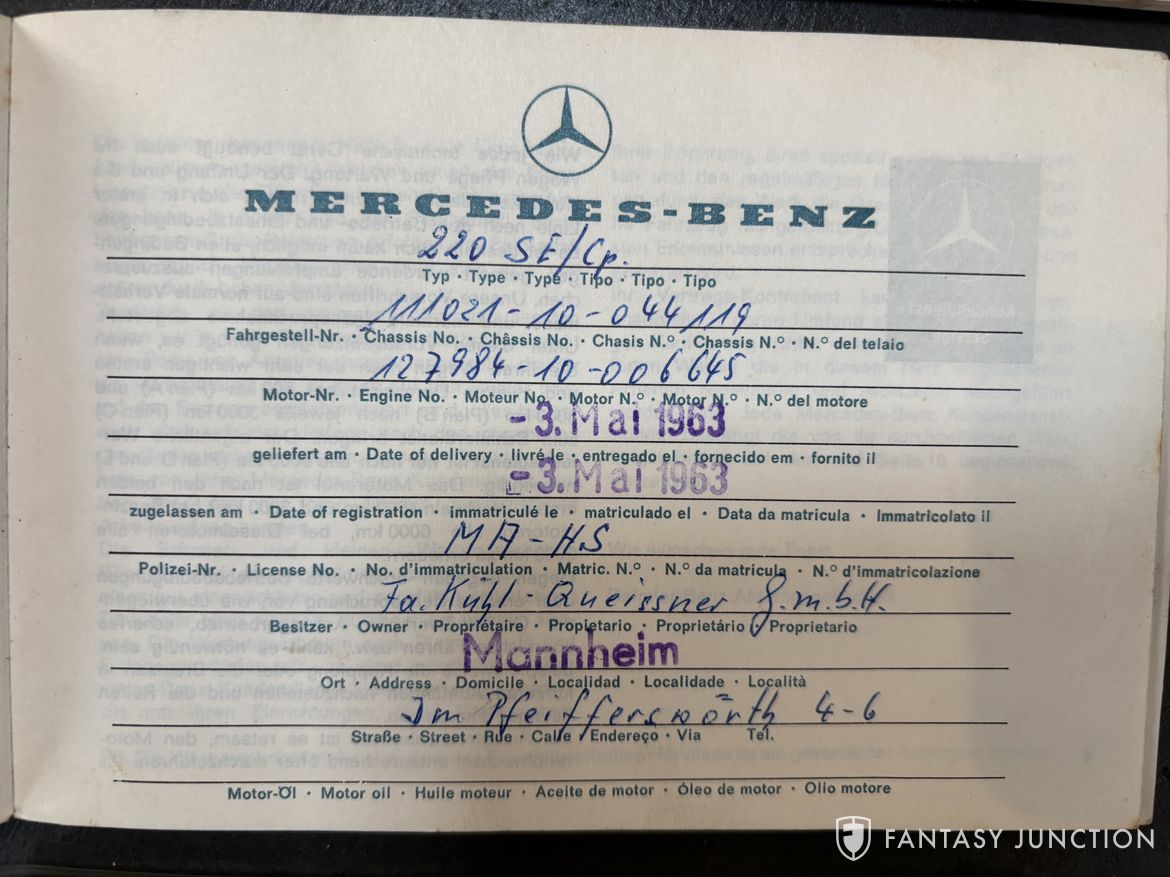 MERCEDES-BENZ
220 SE/Cp.
Typ · Type · Type · Tipo · Tipo · Tipo
111021-10-044119
Fahrgestell-Nr. · Chassis No. · Châssis No. · Chasis N.º · Chassis N.º · N.º del telaio
127984-10-006645
Motor-Nr. · Engine No. · Moteur No. · Motor N.º · Motor N.º · N.º del motore
-3. Mai 1963
geliefert am · Date of delivery · livré le · entregado el · fornecido em · fornito il
-3. Mai 1963
zugelassen am · Date of registration · immatriculé le · matriculado el · Data da matrícula · Immatricolato il
MA-HS
Polizei-Nr. · License No. · No. d'immatriculation · Matric. N.º · N.º da matrícula · N.º d'immatricolazione
Fa. Kühl-Queissner G.m.b.H.
Besitzer · Owner · Propriétaire · Propietario · Proprietário · Proprietario
Mannheim
Ort · Address · Domicile · Localidad · Localidade · Località
Im Pfeifferswörth 4-6
Straße · Street · Rue · Calle · Endereço · Via Tel.
Motor-Öl · Motor oil · Huile moteur · Aceite de motor · Óleo de motor · Olio motore
FANTASY JUNCTION